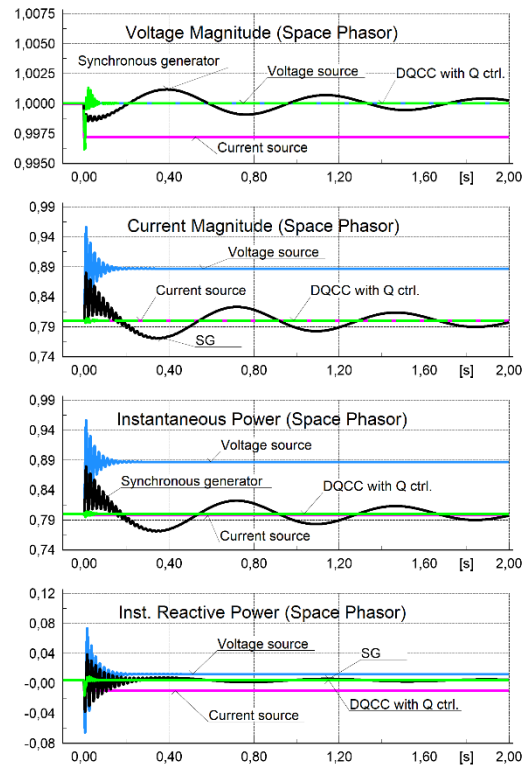 1,0075
Voltage Magnitude (Space Phasor)
1,0050
Synchronous generator
Voltage source
DQCC with Q ctrl.
1,0025
1,0000
0,9975
Current source
0,9950
0,00 0,40 0,80 1,20 1,60 [s] 2,00
0,99
Current Magnitude (Space Phasor)
0,94
Voltage source
0,89
Current source
DQCC with Q ctrl.
0,84
0,79
SG
0,74
0,00 0,40 0,80 1,20 1,60 [s] 2,00
0,99
Instantaneous Power (Space Phasor)
0,94
Voltage source
0,89
Synchronous generator
DQCC with Q ctrl.
0,84
0,79
Current source
0,74
0,00 0,40 0,80 1,20 1,60 [s] 2,00
0,12
Inst. Reactive Power (Space Phasor)
0,08
Voltage source
SG
0,04
-0,00
DQCC with Q ctrl.
-0,04
Current source
-0,08
0,00 0,40 0,80 1,20 1,60 [s] 2,00